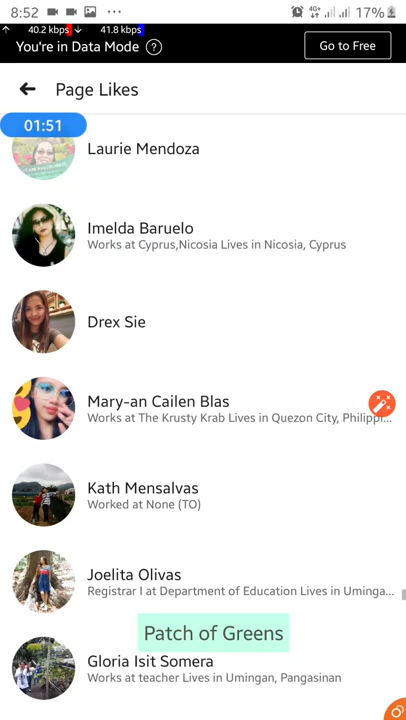 8:52
17%
40.2 kbps 41.8 kbps
You're in Data Mode ?
Go to Free
Page Likes
01:51
Laurie Mendoza
Imelda Baruelo
Works at Cyprus,Nicosia Lives in Nicosia, Cyprus
Drex Sie
Mary-an Cailen Blas
Works at The Krusty Krab Lives in Quezon City, Philippi...
Kath Mensalvas
Worked at None (TO)
Joelita Olivas
Registrar I at Department of Education Lives in Uminga...
Patch of Greens
Gloria Isit Somera
Works at teacher Lives in Umingan, Pangasinan